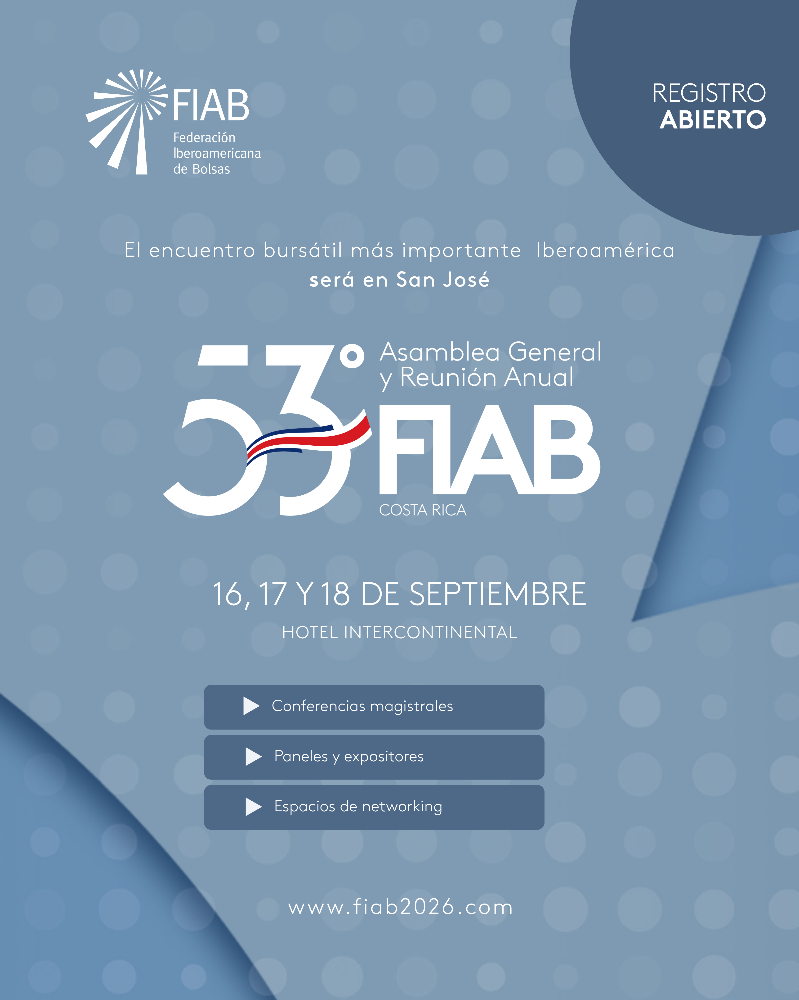 FIAB
Federación
Iberoamericana
de Bolsas
REGISTRO
ABIERTO
El encuentro bursátil más importante Iberoamérica
será en San José
53°
Asamblea General
y Reunión Anual
FIAB
COSTA RICA
16, 17 Y 18 DE SEPTIEMBRE
HOTEL INTERCONTINENTAL
Conferencias magistrales
Paneles y expositores
Espacios de networking
www.fiab2026.com